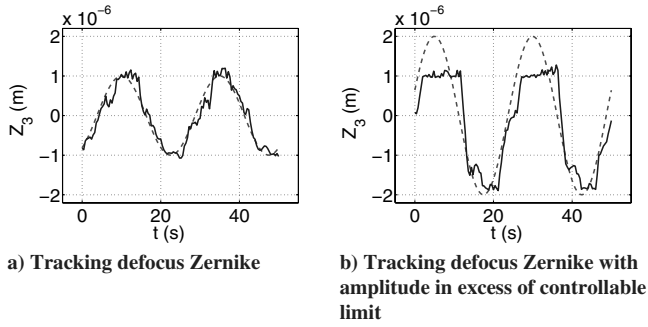 x 10⁻⁶
2
1
0
−1
−2
Z_3 (m)
0 20 40
t (s)
a) Tracking defocus Zernike
x 10⁻⁶
2
1
0
−1
−2
Z_3 (m)
0 20 40
t (s)
b) Tracking defocus Zernike with
amplitude in excess of controllable
limit